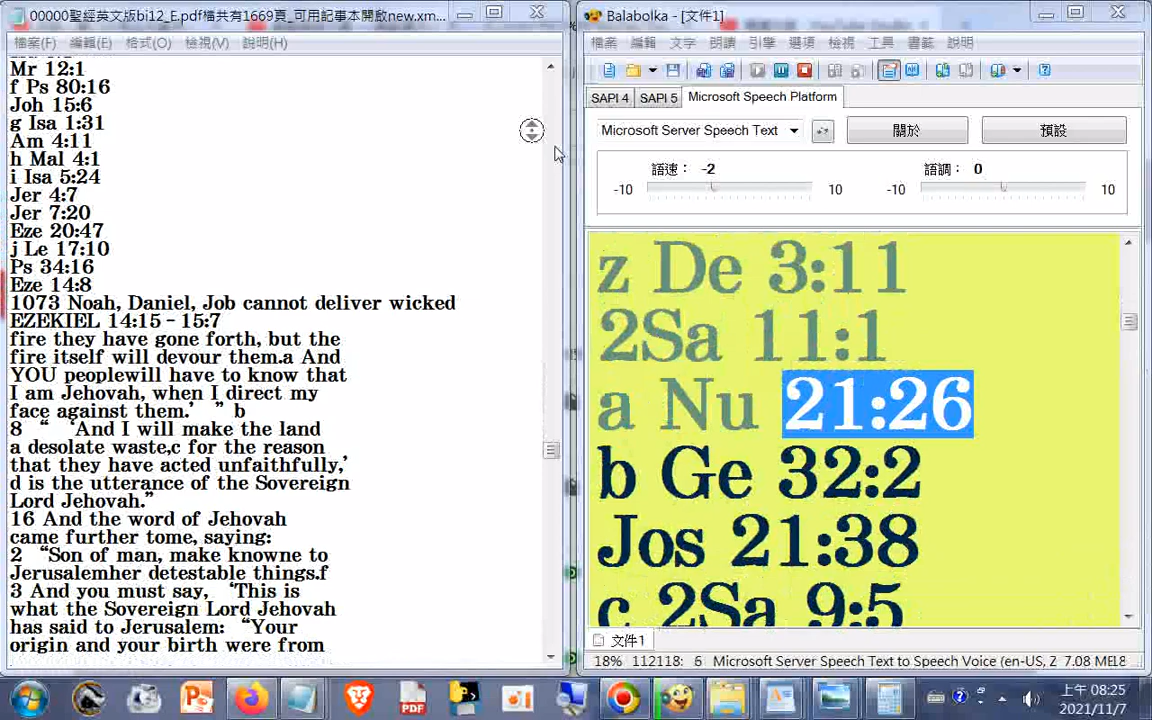 00000聖經英文版bi12_E.pdf檔共有1669頁_可用記事本開啟new.xm...
檔案(F) 編輯(E) 格式(O) 檢視(V) 說明(H)
Mr 12:1
f Ps 80:16
Joh 15:6
g Isa 1:31
Am 4:11
h Mal 4:1
i Isa 5:24
Jer 4:7
Jer 7:20
Eze 20:47
j Le 17:10
Ps 34:16
Eze 14:8
1073 Noah, Daniel, Job cannot deliver wicked
EZEKIEL 14:15–15:7
fire they have gone forth, but the
fire itself will devour them.a And
YOU peoplewill have to know that
I am Jehovah, when I direct my
face against them.’ ” b
8 “ ‘And I will make the land
a desolate waste,c for the reason
that they have acted unfaithfully,’
d is the utterance of the Sovereign
Lord Jehovah.”
16 And the word of Jehovah
came further tome, saying:
2 “Son of man, make knowne to
Jerusalemher detestable things.f
3 And you must say, ‘This is
what the Sovereign Lord Jehovah
has said to Jerusalem: “Your
origin and your birth were from
Balabolka - [文件1]
檔案 編輯 文字 朗讀 引擎 選項 檢視 工具 書籤 說明
SAPI 4 SAPI 5 Microsoft Speech Platform
Microsoft Server Speech Text 關於 預設
語速： -2 語調： 0
-10 10 -10 10
z De 3:11
2Sa 11:1
a Nu 21:26
b Ge 32:2
Jos 21:38
c 2Sa 9:5
文件1
18% 112118: 6 Microsoft Server Speech Text to Speech Voice (en-US, Z 7.08 MEL8
上午 08:25
2021/11/7